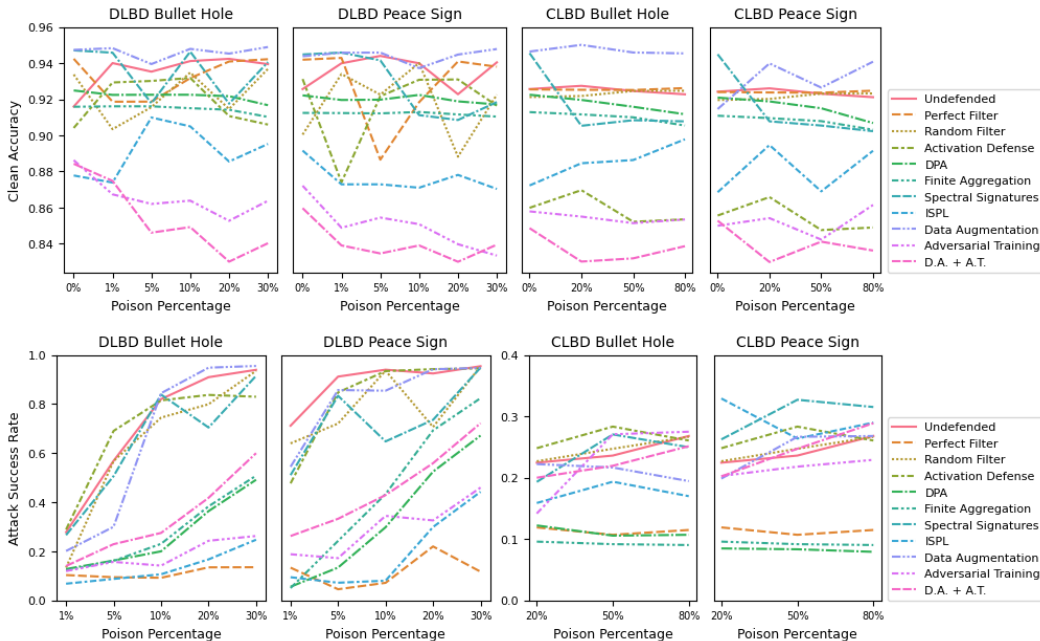 DLBD Bullet Hole
DLBD Peace Sign
CLBD Bullet Hole
CLBD Peace Sign
Clean Accuracy
0.96
0.94
0.92
0.90
0.88
0.86
0.84
0% 1% 5% 10% 20% 30%
0% 1% 5% 10% 20% 30%
0% 20% 50% 80%
0% 20% 50% 80%
Poison Percentage
Poison Percentage
Poison Percentage
Poison Percentage
Undefended
Perfect Filter
Random Filter
Activation Defense
DPA
Finite Aggregation
Spectral Signatures
ISPL
Data Augmentation
Adversarial Training
D.A. + A.T.
DLBD Bullet Hole
DLBD Peace Sign
CLBD Bullet Hole
CLBD Peace Sign
Attack Success Rate
1.0
0.8
0.6
0.4
0.2
0.0
0.4
0.3
0.2
0.1
0.0
1% 5% 10% 20% 30%
1% 5% 10% 20% 30%
20% 50% 80%
20% 50% 80%
Poison Percentage
Poison Percentage
Poison Percentage
Poison Percentage
Undefended
Perfect Filter
Random Filter
Activation Defense
DPA
Finite Aggregation
Spectral Signatures
ISPL
Data Augmentation
Adversarial Training
D.A. + A.T.